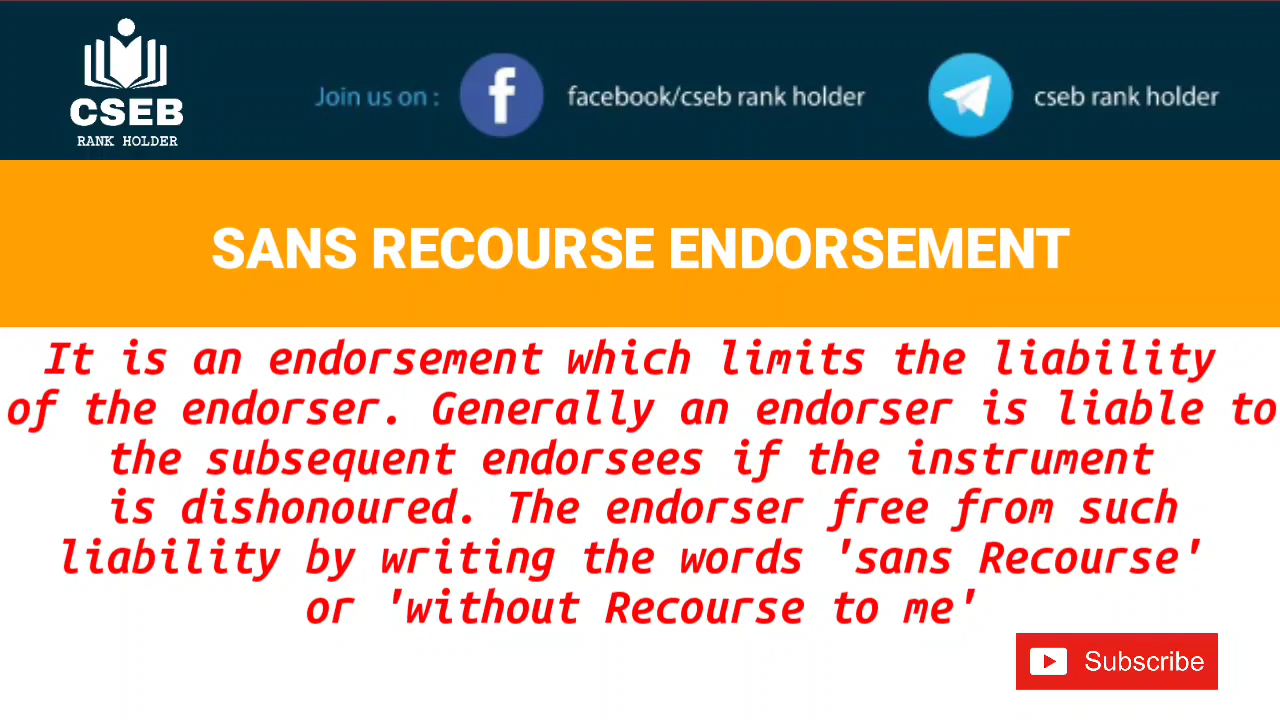 CSEB
RANK HOLDER
Join us on :
f
facebook/cseb rank holder
cseb rank holder
SANS RECOURSE ENDORSEMENT
It is an endorsement which limits the liability
of the endorser. Generally an endorser is liable to
the subsequent endorsees if the instrument
is dishonoured. The endorser free from such
liability by writing the words 'sans Recourse'
or 'without Recourse to me'
Subscribe